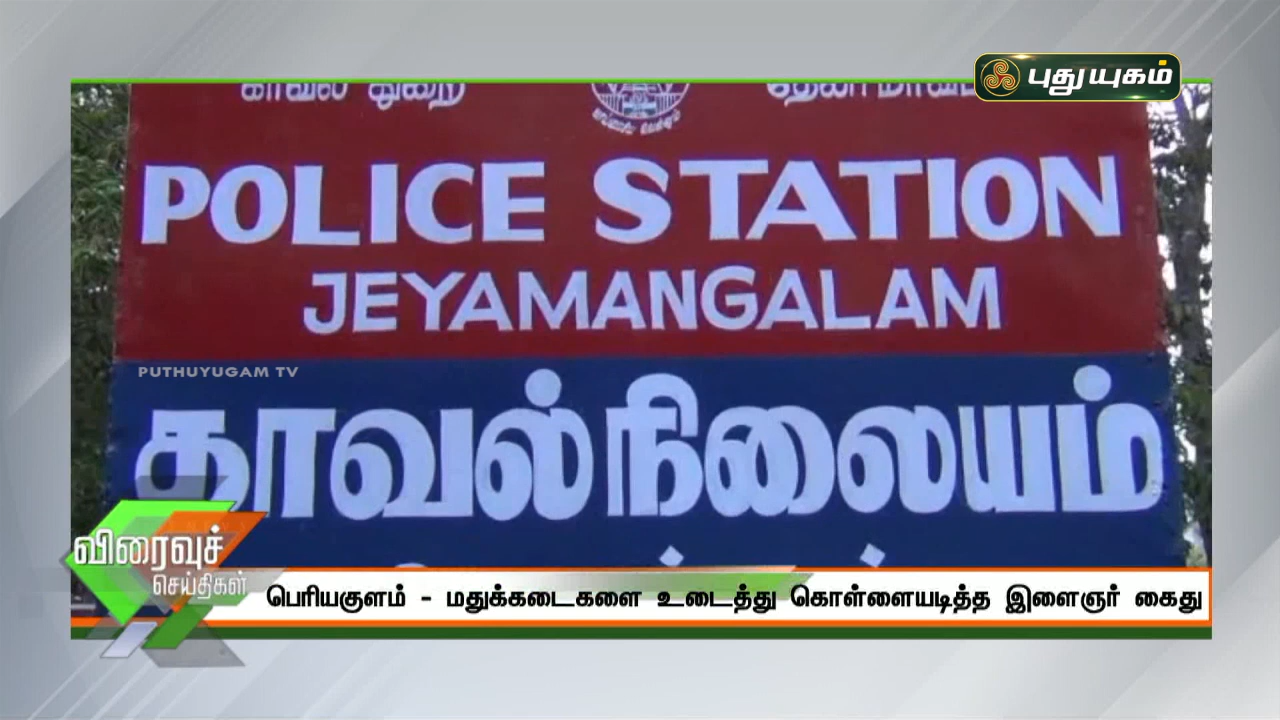 புதுயுகம்
காவல் துறை
POLICE STATION
JEYAMANGALAM
PUTHUYUGAM TV
காவல்நிலையம்
விரைவுச்
செய்திகள்
பெரியகுளம் - மதுக்கடைகளை உடைத்து கொள்ளையடித்த இளைஞர் கைது